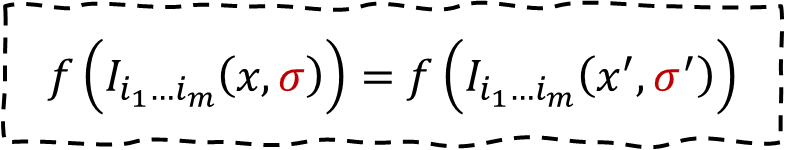 f(I_{i_1…i_m}(x, σ)) = f(I_{i_1…i_m}(x′, σ′))